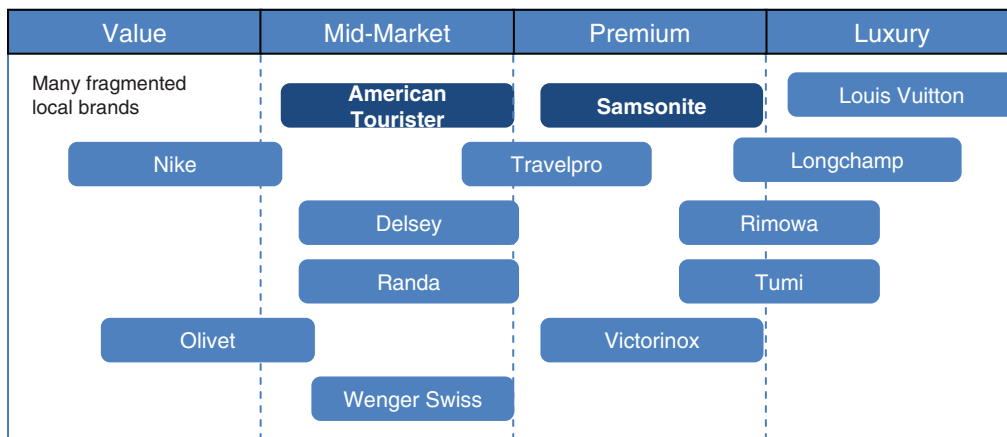 Value
Mid-Market
Premium
Luxury
Many fragmented
local brands
American
Tourister
Samsonite
Louis Vuitton
Nike
Travelpro
Longchamp
Delsey
Rimowa
Randa
Tumi
Olivet
Victorinox
Wenger Swiss